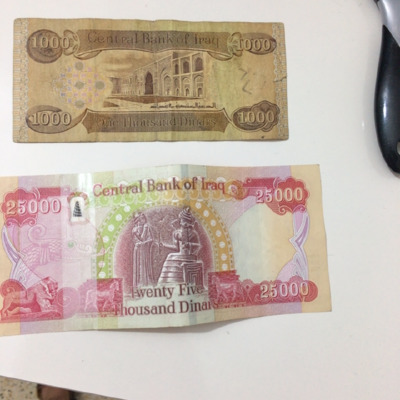 1000 Central Bank of Iraq 1000
1000 One Thousand Dinars 1000
Central Bank of Iraq
25000 25000
Twenty Five
Thousand Dinars
25000